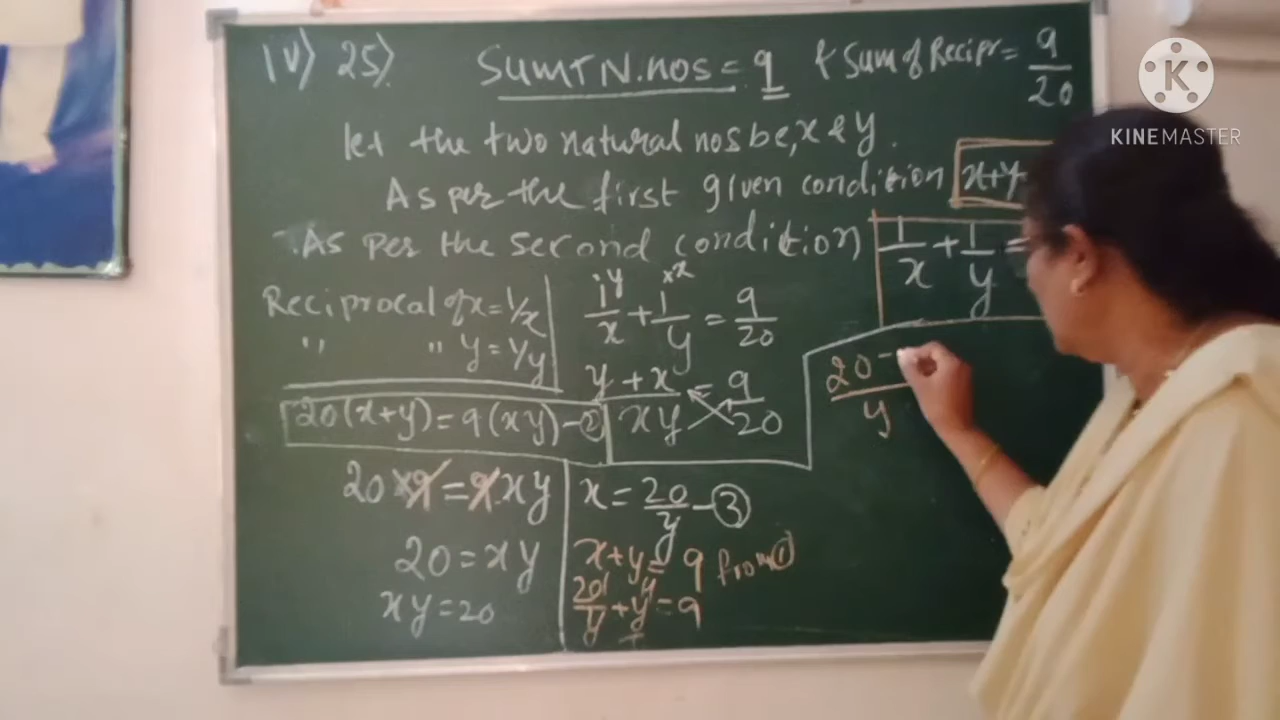 IV) 25) SumT N.nos = 9 & Sum of Recipr = 9/20
KINEMASTER
let the two natural nos be, x & y.
As per the first given condition x+y
As per the second condition 1/x + 1/y =
Reciprocal of x = 1/x
" " y = 1/y
1/x + 1/y = 9/20
y + x / xy = 9/20
20(x+y) = 9(xy) - ②
20 × 9 = 9 xy
20 = xy
xy = 20
x = 20/y - ③
x + y = 9 from ①
20/y + y = 9
20 / y